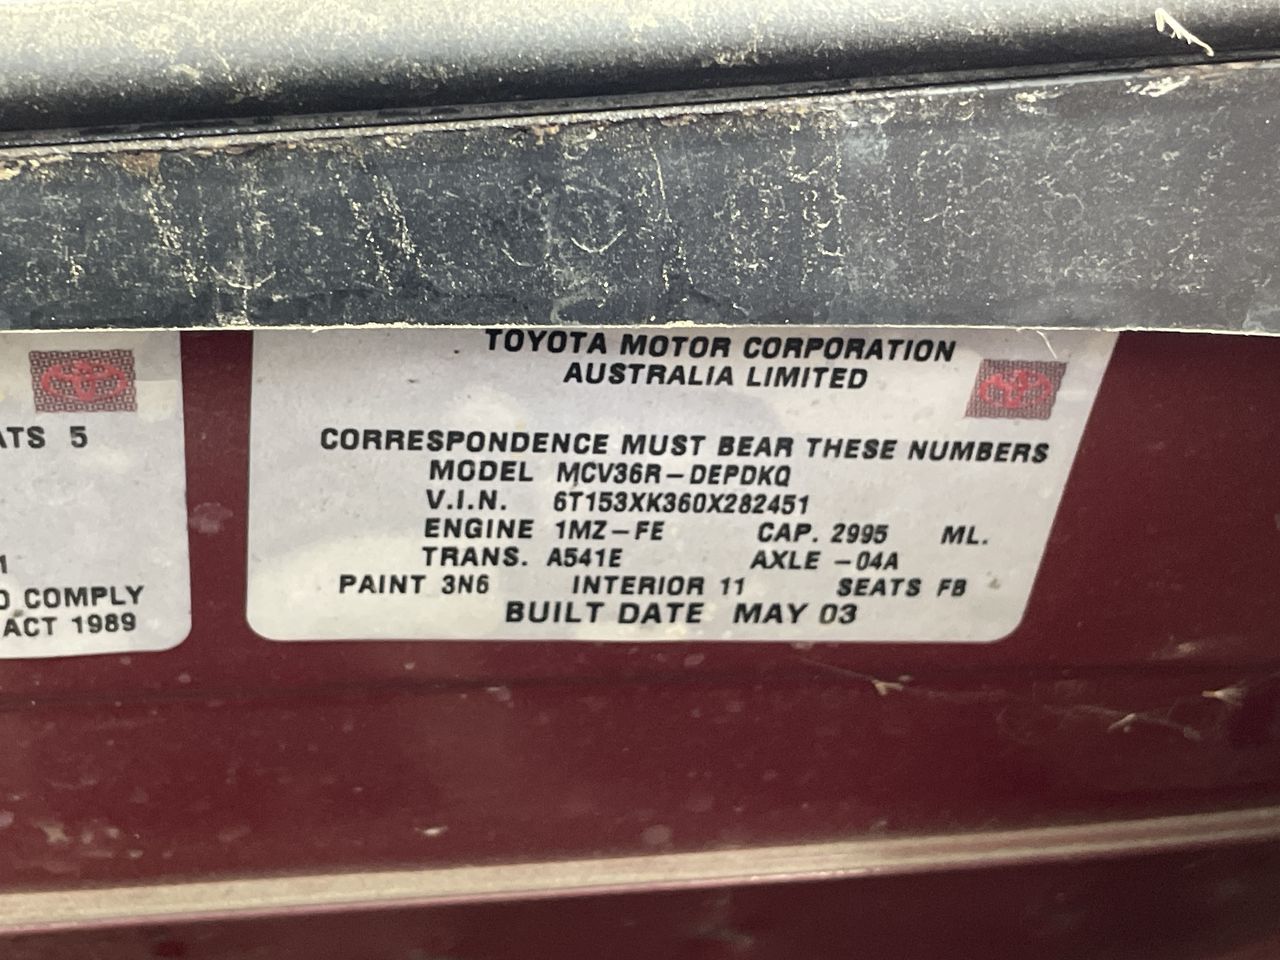 TOYOTA MOTOR CORPORATION
AUSTRALIA LIMITED
CORRESPONDENCE MUST BEAR THESE NUMBERS
MODEL MCV36R-DEPDKQ
V.I.N. 6T153XK360X282451
ENGINE 1MZ-FE CAP. 2995 ML.
TRANS. A541E AXLE -04A
PAINT 3N6 INTERIOR 11 SEATS FB
BUILT DATE MAY 03
ATS 5
1
O COMPLY
ACT 1989